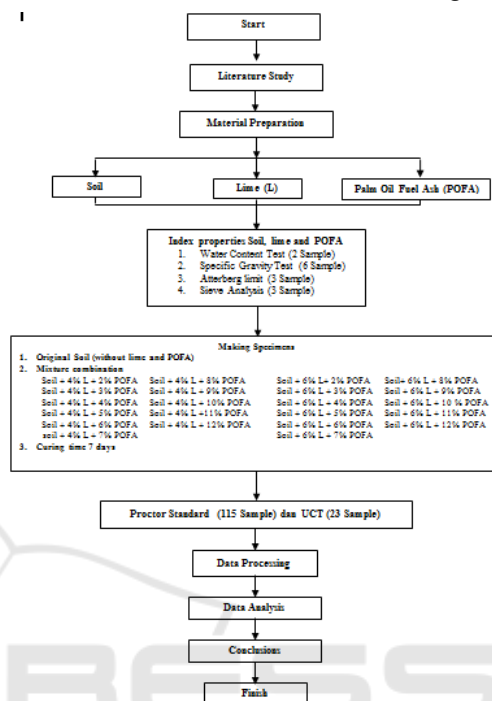 Start
Literature Study
Material Preparation
Soil
Lime (L)
Palm Oil Fuel Ash (POFA)
Index properties Soil, lime and POFA
1. Water Content Test (2 Sample)
2. Specific Gravity Test (6 Sample)
3. Atterberg limit (3 Sample)
4. Sieve Analysis (3 Sample)
Making Specimens
1. Original Soil (without lime and POFA)
2. Mixture combination
Soil + 4% L + 2% POFA Soil + 4% L + 8% POFA Soil + 6% L+ 2% POFA Soil+ 6% L + 8% POFA
Soil + 4% L + 3% POFA Soil + 4% L + 9% POFA Soil + 6% L + 3% POFA Soil + 6% L + 9% POFA
Soil + 4% L + 4% POFA Soil + 4% L + 10% POFA Soil + 6% L + 4% POFA Soil + 6% L + 10 % POFA
Soil + 4% L + 5% POFA Soil + 4% L +11% POFA Soil + 6% L + 5% POFA Soil + 6% L + 11% POFA
Soil + 4% L + 6% POFA Soil + 4% L + 12% POFA Soil + 6% L + 6% POFA Soil + 6% L + 12% POFA
soil + 4% L + 7% POFA Soil + 6% L + 7% POFA
3. Curing time 7 days
Proctor Standard (115 Sample) dan UCT (23 Sample)
Data Processing
Data Analysis
Conclusions
Finish